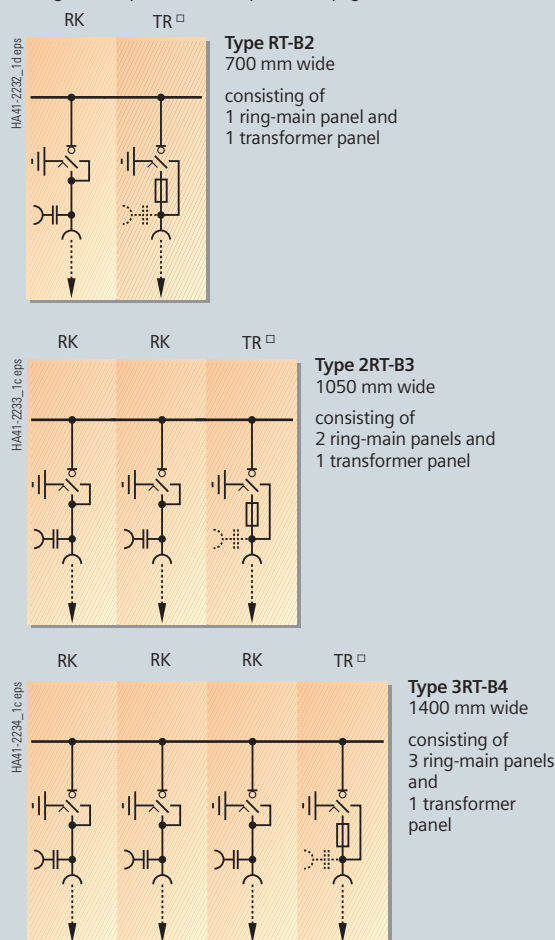 RK TR □
HA41-2232_1d eps
Type RT-B2
700 mm wide
consisting of
1 ring-main panel and
1 transformer panel
RK RK TR □
HA41-2233_1c eps
Type 2RT-B3
1050 mm wide
consisting of
2 ring-main panels and
1 transformer panel
RK RK RK TR □
HA41-2234_1c eps
Type 3RT-B4
1400 mm wide
consisting of
3 ring-main panels
and
1 transformer
panel